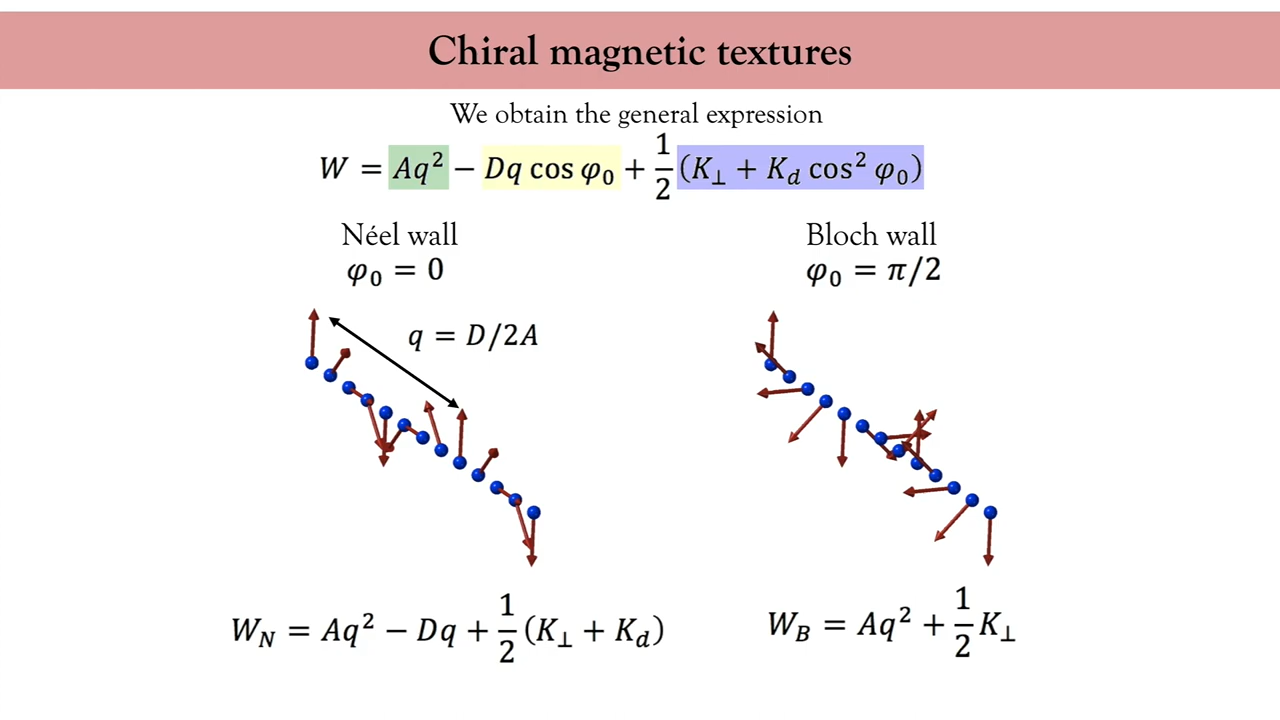 Chiral magnetic textures
We obtain the general expression
W = Aq² − Dq cos φ₀ + 1/2 (K⊥ + K_d cos² φ₀)
Néel wall
φ₀ = 0
Bloch wall
φ₀ = π/2
q = D/2A
W_N = Aq² − Dq + 1/2 (K⊥ + K_d)
W_B = Aq² + 1/2 K⊥